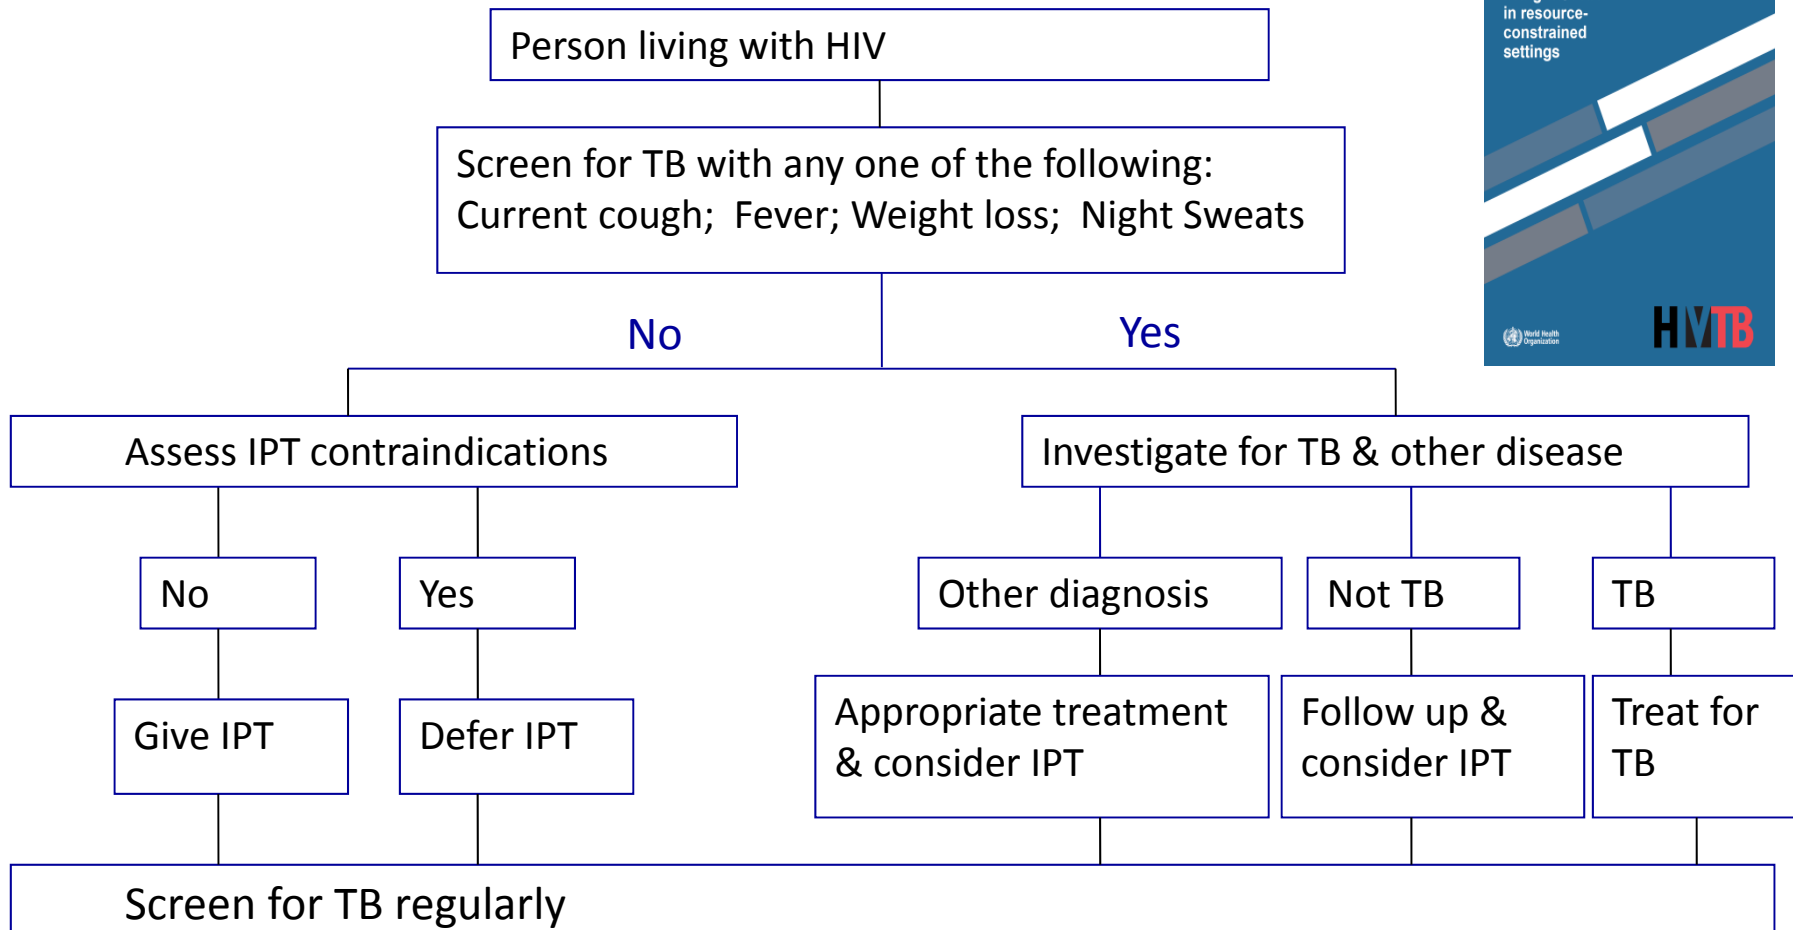 in resource-
constrained
settings
Person living with HIV
Screen for TB with any one of the following:
Current cough;  Fever; Weight loss;  Night Sweats
No
Yes
World Health
Organization
HIVTB
Assess IPT contraindications
Investigate for TB & other disease
No
Yes
Other diagnosis
Not TB
TB
Give IPT
Defer IPT
Appropriate treatment
& consider IPT
Follow up &
consider IPT
Treat for
TB
Screen for TB regularly